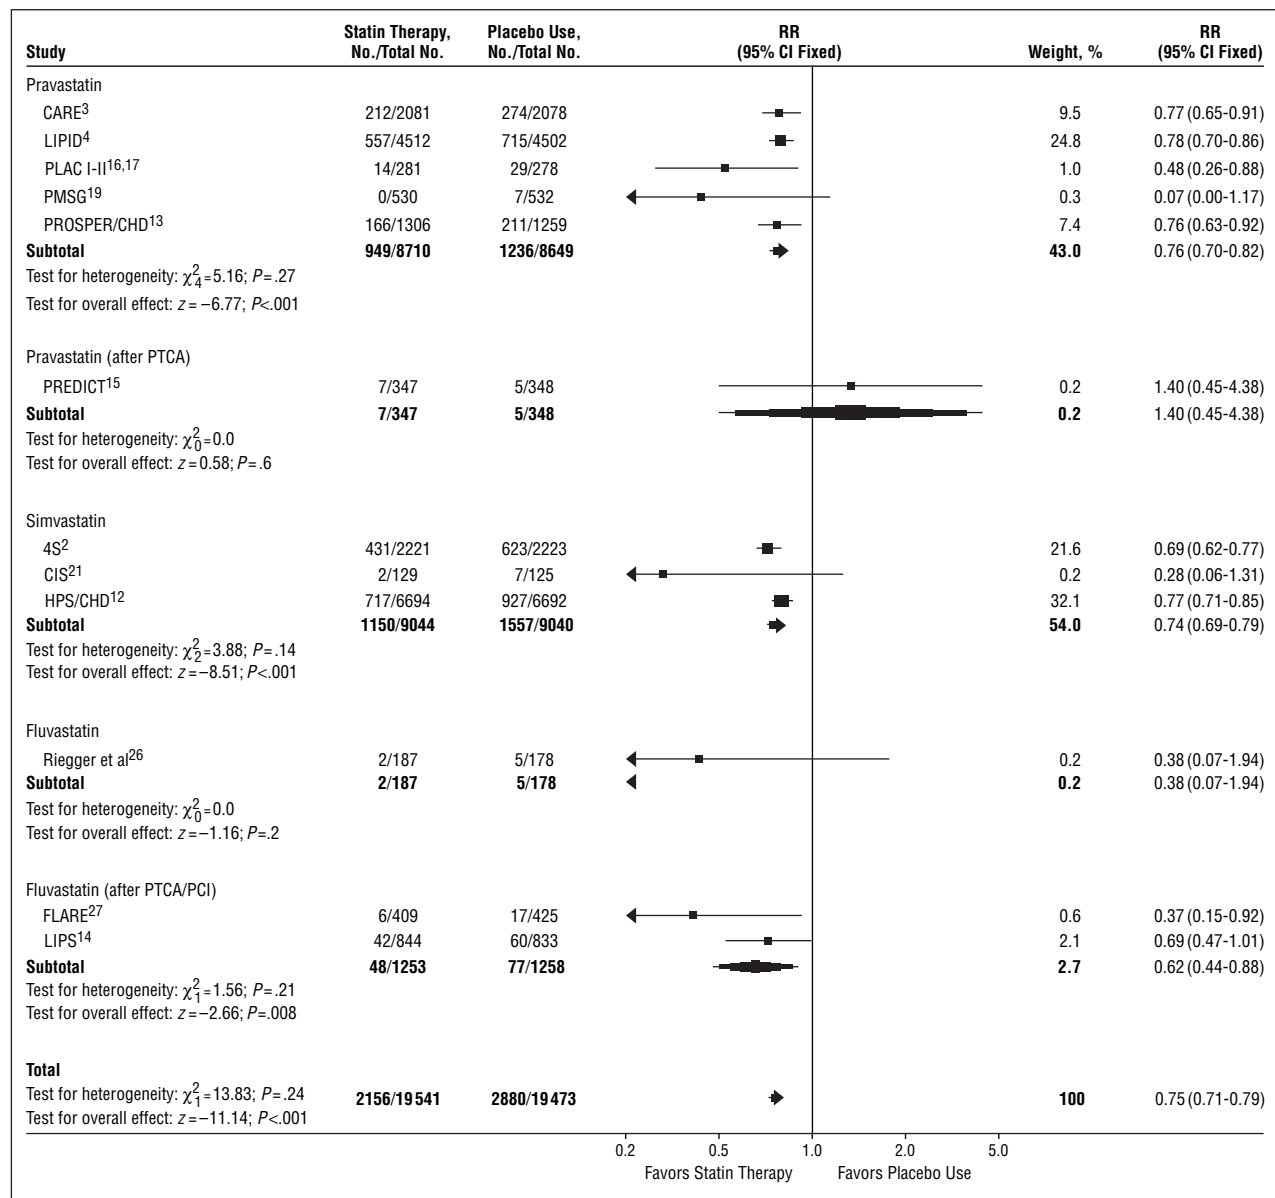 Study Statin Therapy, No./Total No. Placebo Use, No./Total No. RR (95% CI Fixed) Weight, % RR (95% CI Fixed)
Pravastatin
CARE3 212/2081 274/2078 9.5 0.77 (0.65-0.91)
LIPID4 557/4512 715/4502 24.8 0.78 (0.70-0.86)
PLAC I-II16,17 14/281 29/278 1.0 0.48 (0.26-0.88)
PMSG19 0/530 7/532 0.3 0.07 (0.00-1.17)
PROSPER/CHD13 166/1306 211/1259 7.4 0.76 (0.63-0.92)
Subtotal 949/8710 1236/8649 43.0 0.76 (0.70-0.82)
Test for heterogeneity: χ²4=5.16; P=.27
Test for overall effect: z=–6.77; P<.001
Pravastatin (after PTCA)
PREDICT15 7/347 5/348 0.2 1.40 (0.45-4.38)
Subtotal 7/347 5/348 0.2 1.40 (0.45-4.38)
Test for heterogeneity: χ²0=0.0
Test for overall effect: z=0.58; P=.6
Simvastatin
4S2 431/2221 623/2223 21.6 0.69 (0.62-0.77)
CIS21 2/129 7/125 0.2 0.28 (0.06-1.31)
HPS/CHD12 717/6694 927/6692 32.1 0.77 (0.71-0.85)
Subtotal 1150/9044 1557/9040 54.0 0.74 (0.69-0.79)
Test for heterogeneity: χ²2=3.88; P=.14
Test for overall effect: z=–8.51; P<.001
Fluvastatin
Riegger et al26 2/187 5/178 0.2 0.38 (0.07-1.94)
Subtotal 2/187 5/178 0.2 0.38 (0.07-1.94)
Test for heterogeneity: χ²0=0.0
Test for overall effect: z=–1.16; P=.2
Fluvastatin (after PTCA/PCI)
FLARE27 6/409 17/425 0.6 0.37 (0.15-0.92)
LIPS14 42/844 60/833 2.1 0.69 (0.47-1.01)
Subtotal 48/1253 77/1258 2.7 0.62 (0.44-0.88)
Test for heterogeneity: χ²1=1.56; P=.21
Test for overall effect: z=–2.66; P=.008
Total
Test for heterogeneity: χ²1=13.83; P=.24 2156/19 541 2880/19 473 100 0.75 (0.71-0.79)
Test for overall effect: z=–11.14; P<.001
0.2 0.5 1.0 2.0 5.0
Favors Statin Therapy Favors Placebo Use